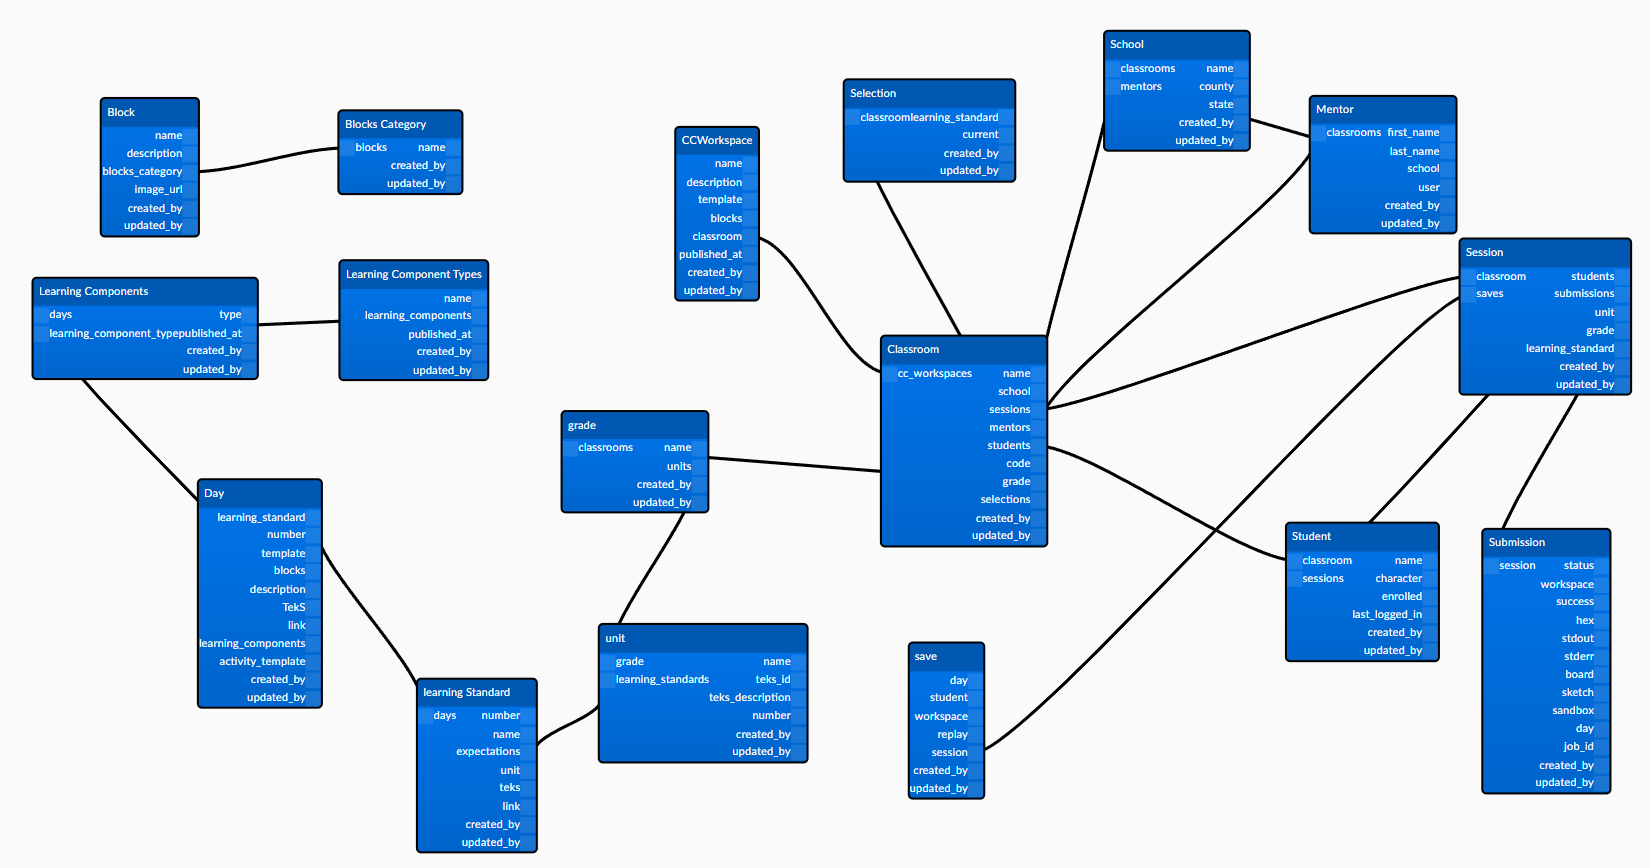 Block
name
description
blocks_category
image_url
created_by
updated_by
Blocks Category
blocks name
created_by
updated_by
Learning Components
days type
learning_component_typepublished_at
created_by
updated_by
Learning Component Types
name
learning_components
published_at
created_by
updated_by
Day
learning_standard
number
template
blocks
description
TekS
link
learning_components
activity_template
created_by
updated_by
learning Standard
days number
name
expectations
unit
teks
link
created_by
updated_by
grade
classrooms name
units
created_by
updated_by
unit
grade name
learning_standards teks_id
teks_description
number
created_by
updated_by
CCWorkspace
name
description
template
blocks
classroom
published_at
created_by
updated_by
Selection
classroomlearning_standard
current
created_by
updated_by
Classroom
cc_workspaces name
school
sessions
mentors
students
code
grade
selections
created_by
updated_by
save
day
student
workspace
replay
session
created_by
updated_by
School
classrooms name
mentors county
state
created_by
updated_by
Mentor
classrooms first_name
last_name
school
user
created_by
updated_by
Session
classroom students
saves submissions
unit
grade
learning_standard
created_by
updated_by
Student
classroom name
sessions character
enrolled
last_logged_in
created_by
updated_by
Submission
session status
workspace
success
hex
stdout
stderr
board
sketch
sandbox
day
job_id
created_by
updated_by